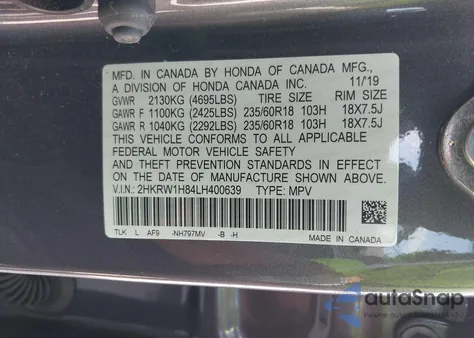 MFD. IN CANADA BY HONDA OF CANADA MFG.,
A DIVISION OF HONDA CANADA INC. 11/19
GVWR 2130KG (4695LBS) TIRE SIZE RIM SIZE
GAWR F 1100KG (2425LBS) 235/60R18 103H 18X7.5J
GAWR R 1040KG (2292LBS) 235/60R18 103H 18X7.5J
THIS VEHICLE CONFORMS TO ALL APPLICABLE
FEDERAL MOTOR VEHICLE SAFETY
AND THEFT PREVENTION STANDARDS IN EFFECT
ON THE DATE OF MANUFACTURE SHOWN ABOVE.
V.I.N.: 2HKRW1H84LH400639 TYPE: MPV
TLK L AF9 -NH797MV -B -H MADE IN CANADA
autoSnap